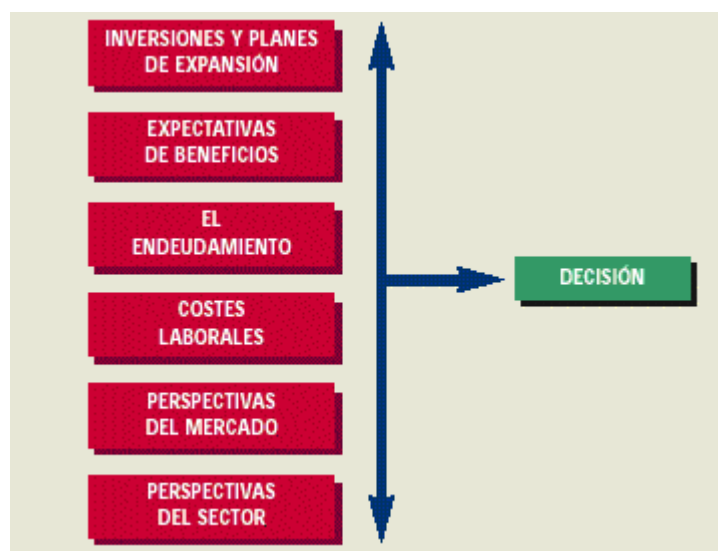 INVERSIONES Y PLANES
DE EXPANSIÓN
EXPECTATIVAS
DE BENEFICIOS
EL
ENDEUDAMIENTO
COSTES
LABORALES
PERSPECTIVAS
DEL MERCADO
PERSPECTIVAS
DEL SECTOR
DECISIÓN